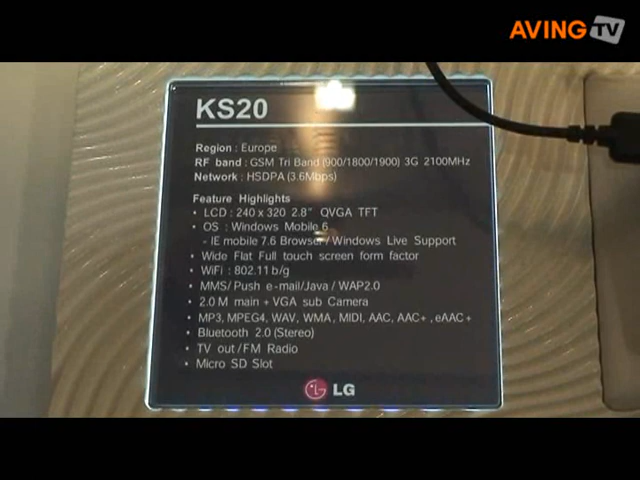 AVING TV
KS20
Region : Europe
RF band : GSM Tri Band (900/1800/1900) 3G 2100MHz
Network : HSDPA (3.6Mbps)
Feature Highlights
• LCD : 240 x 320 2.8" QVGA TFT
• OS : Windows Mobile 6
- IE mobile 7.6 Browser/Windows Live Support
• Wide Flat Full touch screen form factor
• WiFi : 802.11 b/g
• MMS/ Push e-mail/Java / WAP2.0
• 2.0 M main + VGA sub Camera
• MP3, MPEG4, WAV, WMA, MIDI, AAC, AAC+ , eAAC+
• Bluetooth 2.0 (Stereo)
• TV out/FM Radio
• Micro SD Slot
LG